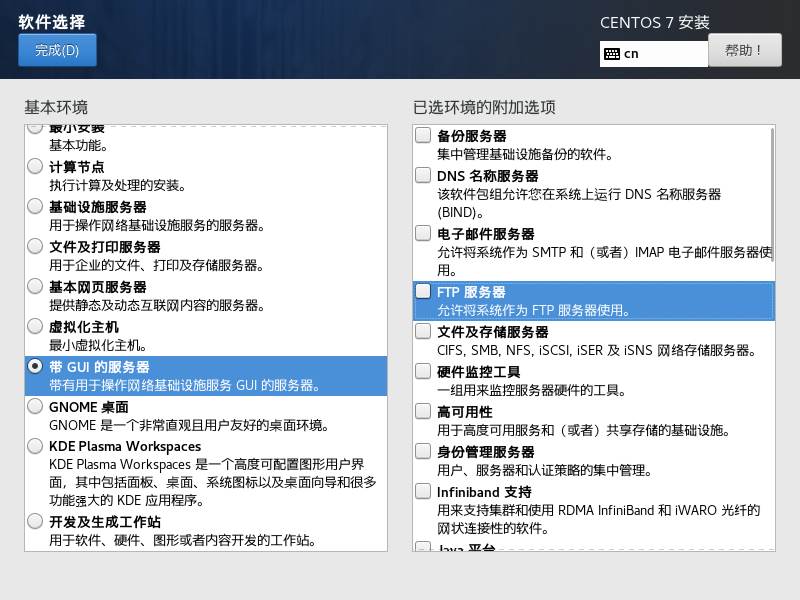 软件选择
完成(D)
CENTOS 7 安装
cn
帮助！
基本环境
最小安装
基本功能。
计算节点
执行计算及处理的安装。
基础设施服务器
用于操作网络基础设施服务的服务器。
文件及打印服务器
用于企业的文件、打印及存储服务器。
基本网页服务器
提供静态及动态互联网内容的服务器。
虚拟化主机
最小虚拟化主机。
带 GUI 的服务器
带有用于操作网络基础设施服务 GUI 的服务器。
GNOME 桌面
GNOME 是一个非常直观且用户友好的桌面环境。
KDE Plasma Workspaces
KDE Plasma Workspaces 是一个高度可配置图形用户界
面，其中包括面板、桌面、系统图标以及桌面向导和很多
功能强大的 KDE 应用程序。
开发及生成工作站
用于软件、硬件、图形或者内容开发的工作站。
已选环境的附加选项
备份服务器
集中管理基础设施备份的软件。
DNS 名称服务器
该软件包组允许您在系统上运行 DNS 名称服务器
(BIND)。
电子邮件服务器
允许将系统作为 SMTP 和（或者）IMAP 电子邮件服务器使
用。
FTP 服务器
允许将系统作为 FTP 服务器使用。
文件及存储服务器
CIFS, SMB, NFS, iSCSI, iSER 及 iSNS 网络存储服务器。
硬件监控工具
一组用来监控服务器硬件的工具。
高可用性
用于高度可用服务和（或者）共享存储的基础设施。
身份管理服务器
用户、服务器和认证策略的集中管理。
Infiniband 支持
用来支持集群和使用 RDMA InfiniBand 和 iWARO 光纤的
网状连接性的软件。
Java 平台